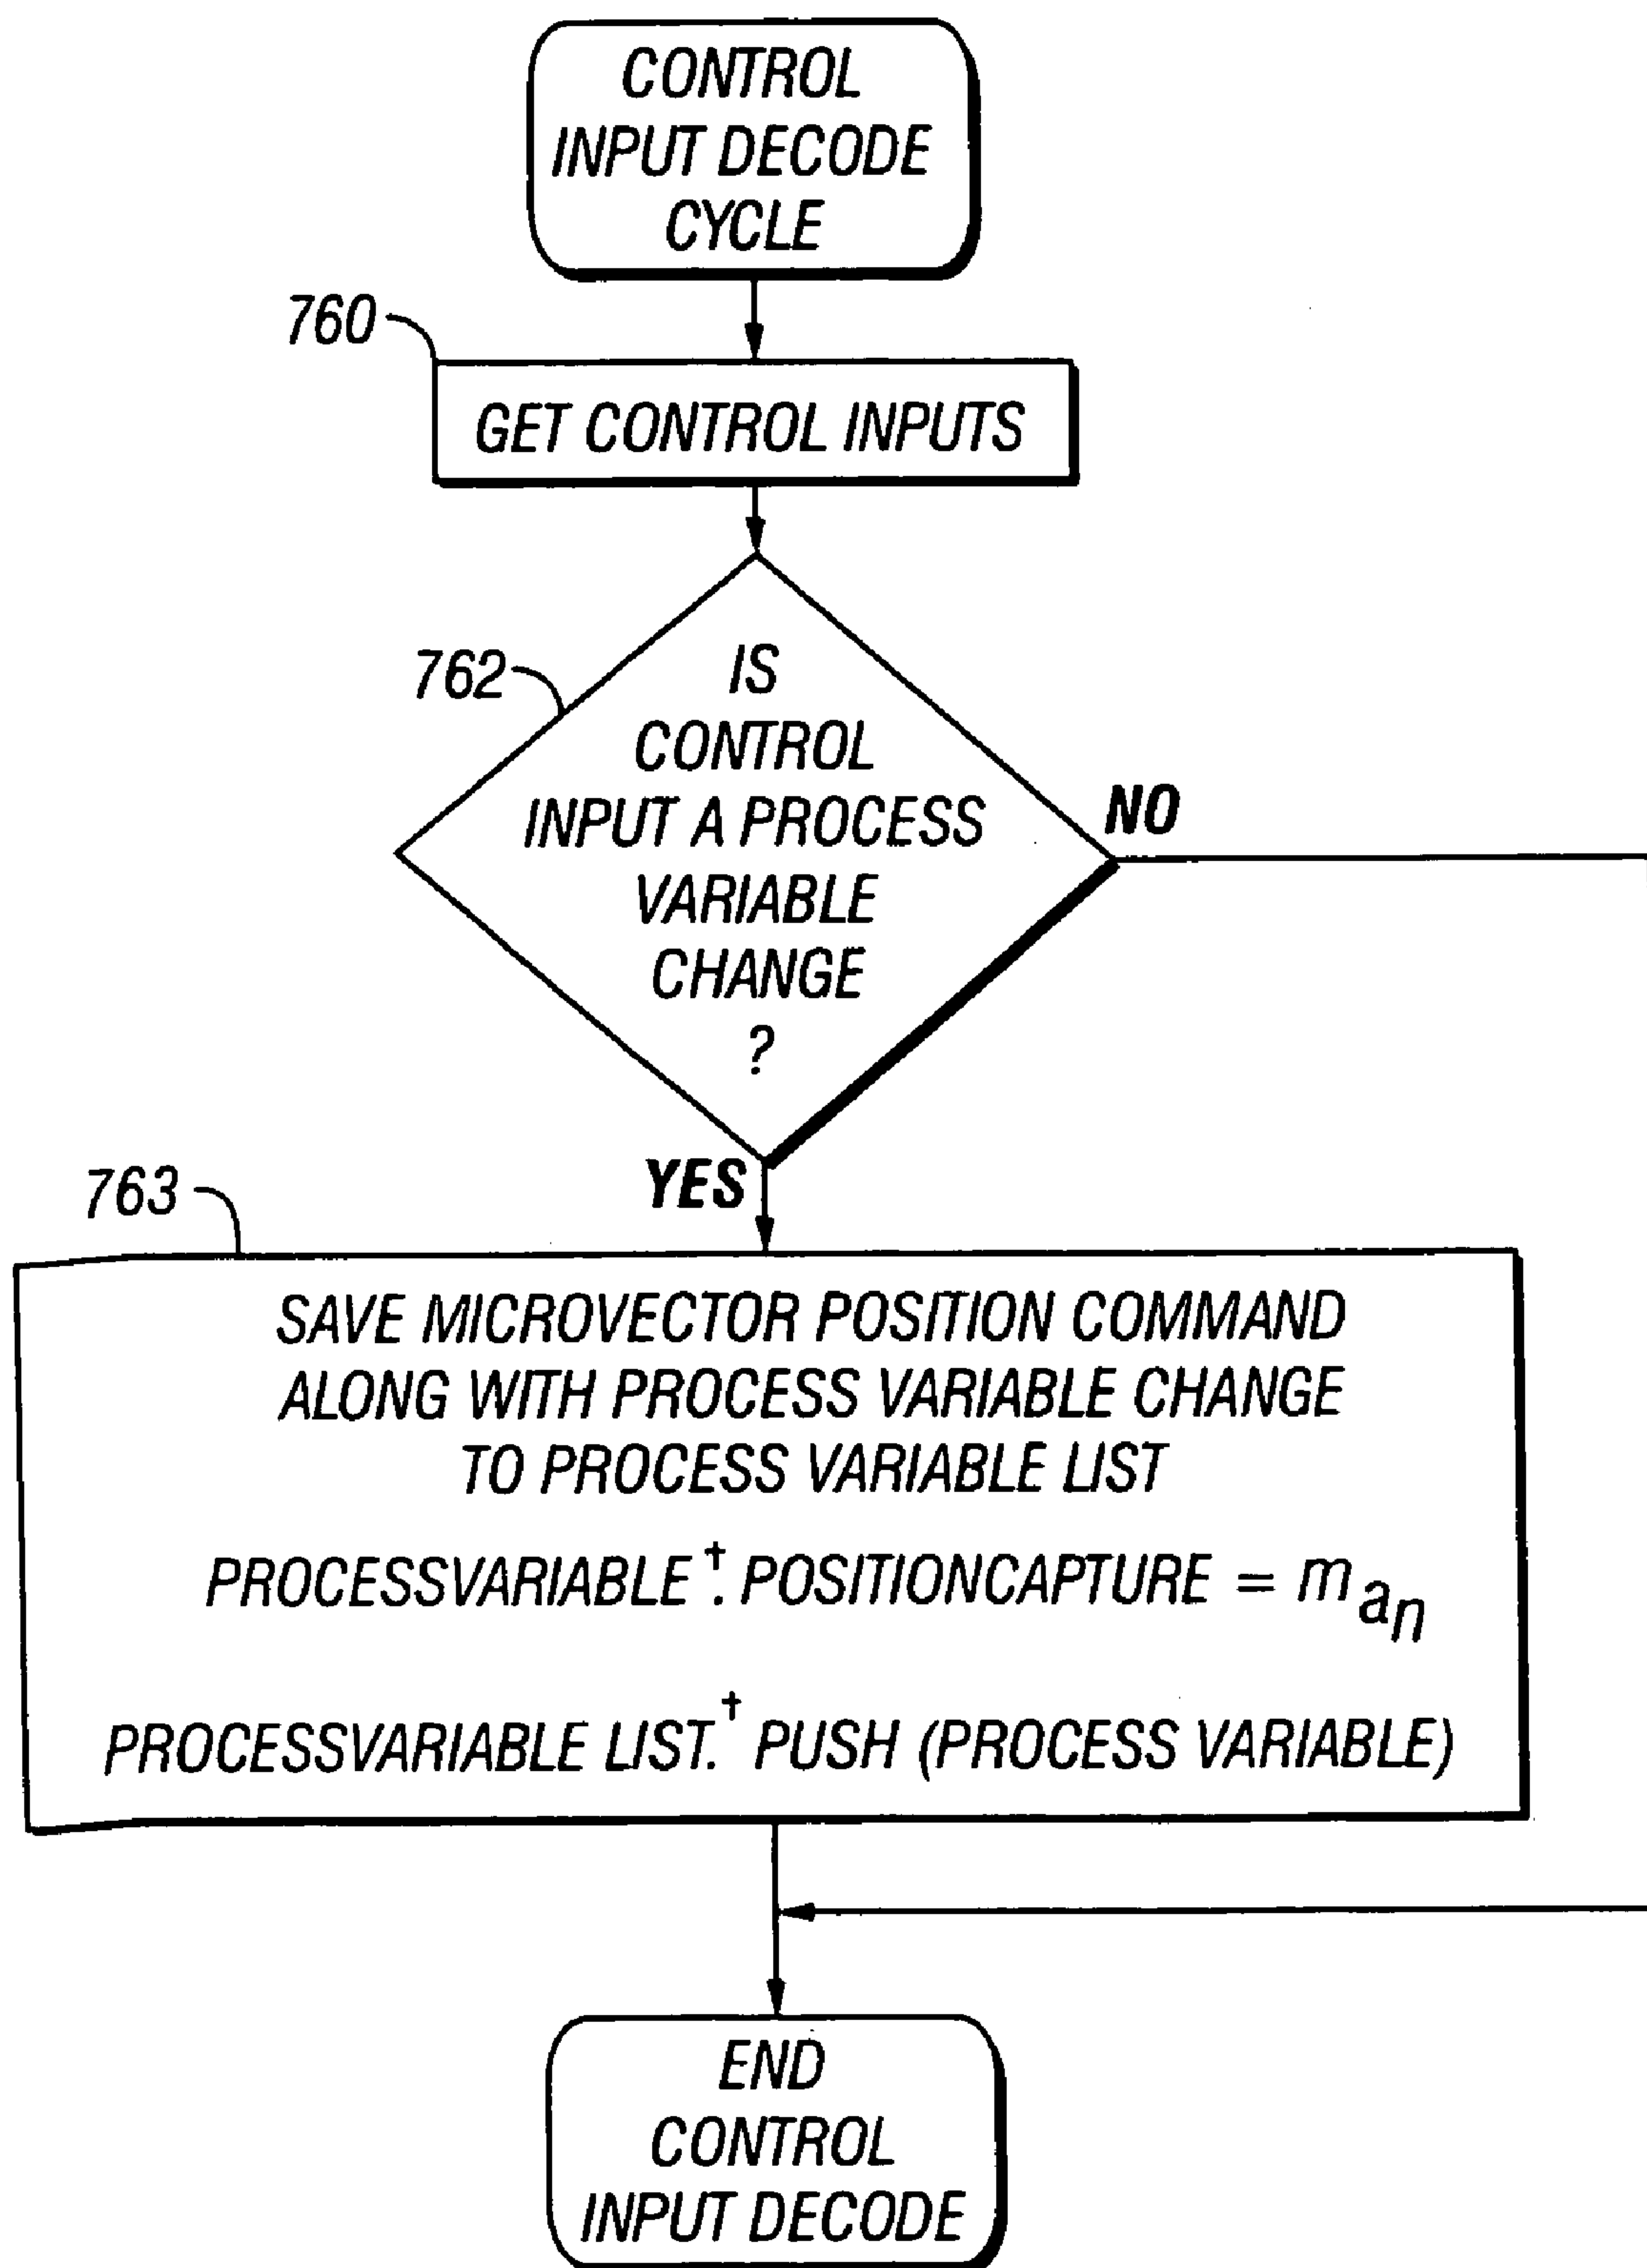 CONTROL
INPUT DECODE
CYCLE
760
GET CONTROL INPUTS
762
IS
CONTROL
INPUT A PROCESS
VARIABLE
CHANGE
?
NO
YES
763
SAVE MICROVECTOR POSITION COMMAND
ALONG WITH PROCESS VARIABLE CHANGE
TO PROCESS VARIABLE LIST
PROCESSVARIABLE†. POSITIONCAPTURE = m a n
PROCESSVARIABLE LIST.† PUSH (PROCESS VARIABLE)
END
CONTROL
INPUT DECODE